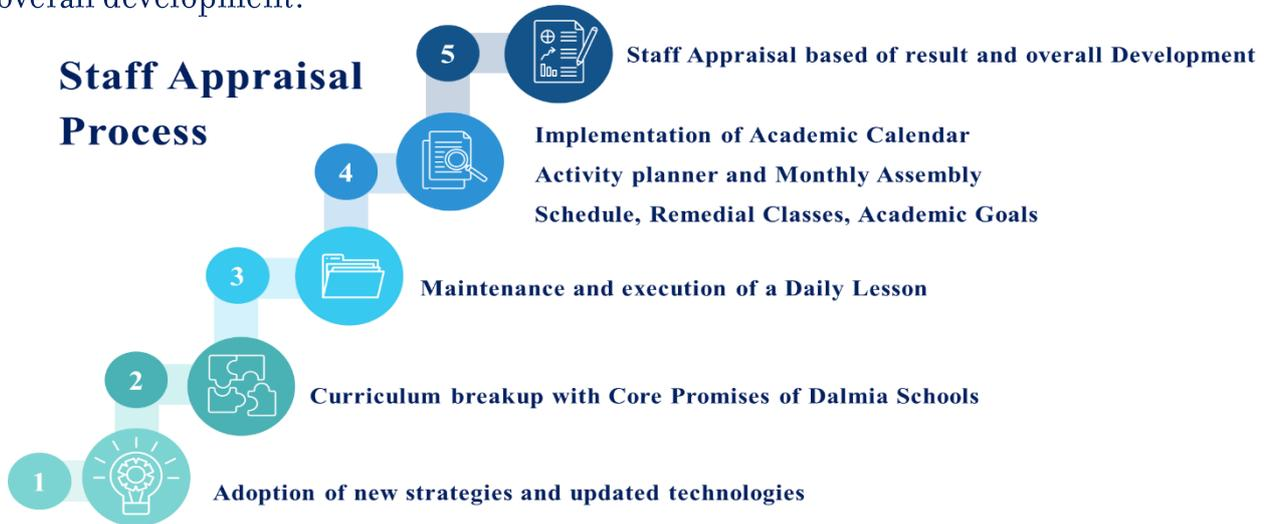 overall development.
Staff Appraisal
Process
5
Staff Appraisal based of result and overall Development
4
Implementation of Academic Calendar
Activity planner and Monthly Assembly
Schedule, Remedial Classes, Academic Goals
3
Maintenance and execution of a Daily Lesson
2
Curriculum breakup with Core Promises of Dalmia Schools
1
Adoption of new strategies and updated technologies